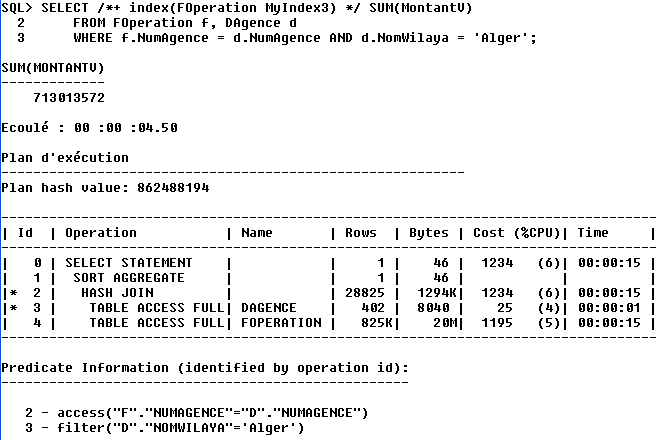 SQL> SELECT /*+ index(FOperation MyIndex3) */ SUM(MontantV)
  2      FROM FOperation f, DAgence d
  3      WHERE f.NumAgence = d.NumAgence AND d.NomWilaya = 'Alger';
SUM(MONTANTV)
-------------
    713013572
Ecoulé : 00 :00 :04.50
Plan d'exécution
----------------------------------------------------------
Plan hash value: 862488194
----------------------------------------------------------------------------------
| Id  | Operation           | Name       | Rows  | Bytes | Cost (%CPU)| Time     |
----------------------------------------------------------------------------------
|   0 | SELECT STATEMENT    |            |     1 |    46 |  1234   (6)| 00:00:15 |
|   1 |  SORT AGGREGATE     |            |     1 |    46 |            |          |
|*  2 |   HASH JOIN         |            | 28825 |  1294K|  1234   (6)| 00:00:15 |
|*  3 |    TABLE ACCESS FULL| DAGENCE    |   402 |  8040 |    25   (4)| 00:00:01 |
|   4 |    TABLE ACCESS FULL| FOPERATION |   825K|    20M|  1195   (5)| 00:00:15 |
----------------------------------------------------------------------------------
Predicate Information (identified by operation id):
---------------------------------------------------
   2 - access("F"."NUMAGENCE"="D"."NUMAGENCE")
   3 - filter("D"."NOMWILAYA"='Alger')